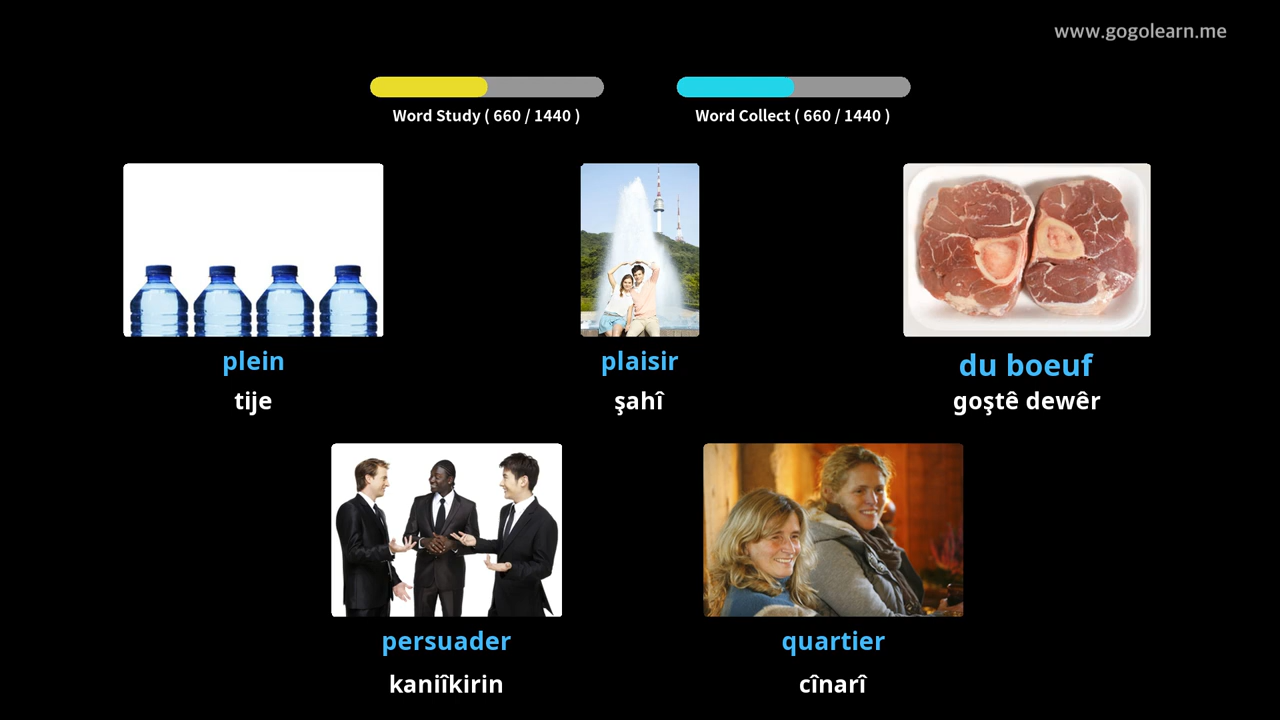 www.gogolearn.me
Word Study ( 660 / 1440 )
Word Collect ( 660 / 1440 )
plein
tije
plaisir
şahî
du boeuf
goştê dewêr
persuader
kaniîkirin
quartier
cînarî